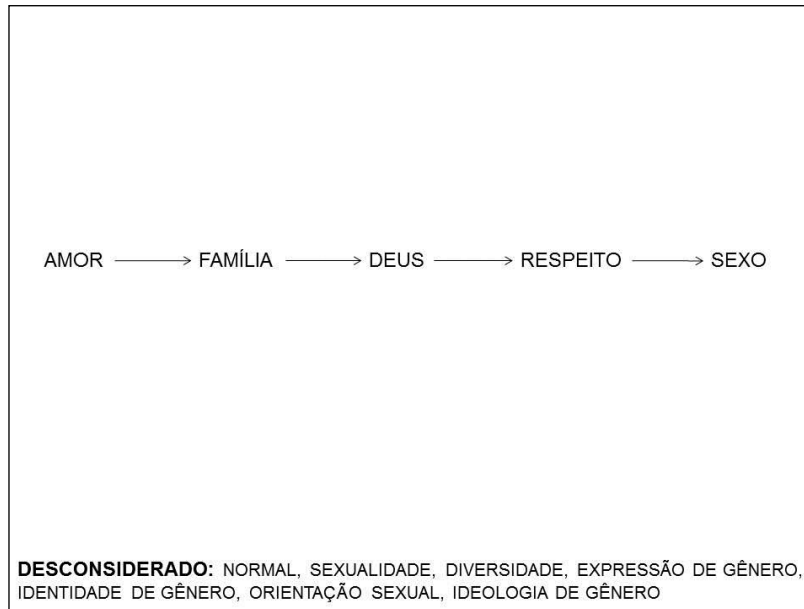 AMOR → FAMÍLIA → DEUS → RESPEITO → SEXO
DESCONSIDERADO: NORMAL, SEXUALIDADE, DIVERSIDADE, EXPRESSÃO DE GÊNERO,
IDENTIDADE DE GÊNERO, ORIENTAÇÃO SEXUAL, IDEOLOGIA DE GÊNERO